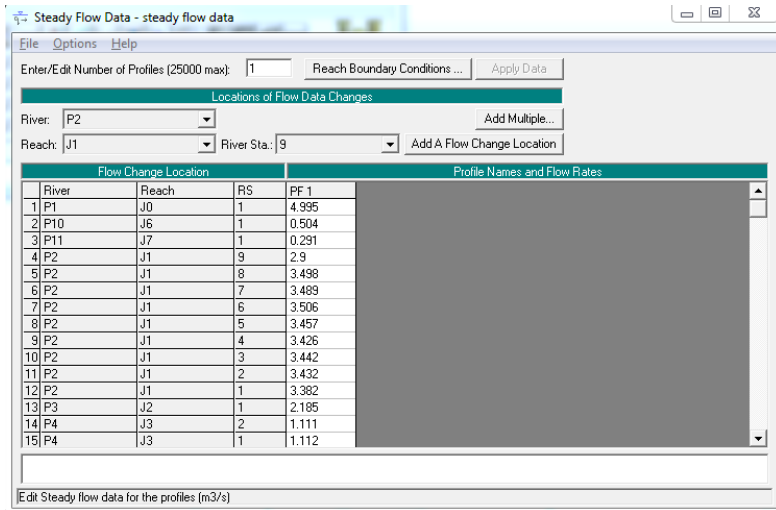 Steady Flow Data - steady flow data
File Options Help
Enter/Edit Number of Profiles (25000 max): 1 Reach Boundary Conditions ... Apply Data
Locations of Flow Data Changes
River: P2 Add Multiple...
Reach: J1 River Sta.: 9 Add A Flow Change Location
Flow Change Location Profile Names and Flow Rates
River Reach RS PF 1
1 P1 J0 1 4.995
2 P10 J6 1 0.504
3 P11 J7 1 0.291
4 P2 J1 9 2.9
5 P2 J1 8 3.498
6 P2 J1 7 3.489
7 P2 J1 6 3.506
8 P2 J1 5 3.457
9 P2 J1 4 3.426
10 P2 J1 3 3.442
11 P2 J1 2 3.432
12 P2 J1 1 3.382
13 P3 J2 1 2.185
14 P4 J3 2 1.111
15 P4 J3 1 1.112
Edit Steady flow data for the profiles (m3/s)